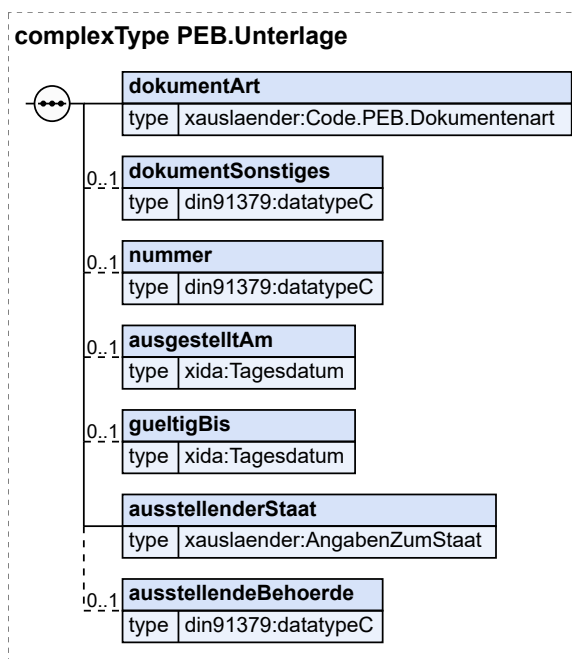 complexType PEB.Unterlage
dokumentArt
type xauslaender:Code.PEB.Dokumentenart
0..1 dokumentSonstiges
type din91379:datatypeC
0..1 nummer
type din91379:datatypeC
0..1 ausgestelltAm
type xida:Tagesdatum
0..1 gueltigBis
type xida:Tagesdatum
ausstellenderStaat
type xauslaender:AngabenZumStaat
0..1 ausstellendeBehoerde
type din91379:datatypeC